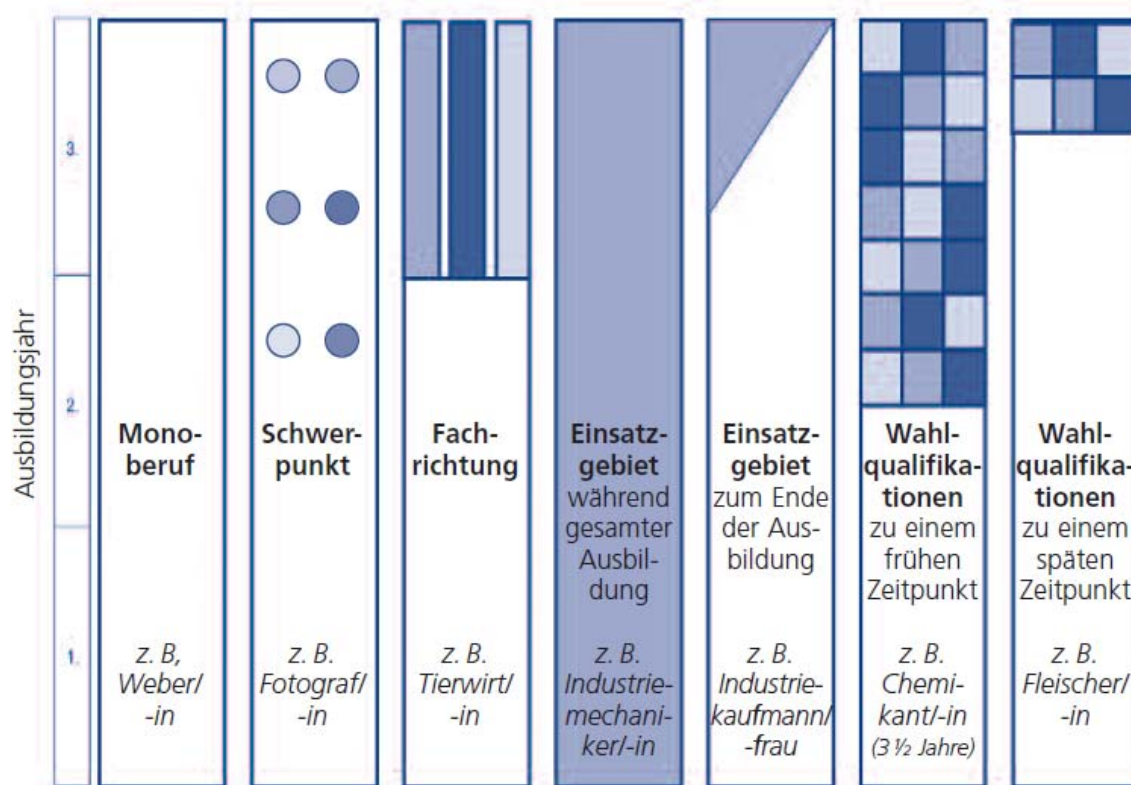 Ausbildungsjahr
3.
2.
1.
Mono-
beruf
z. B,
Weber/
-in
Schwer-
punkt
z. B.
Fotograf/
-in
Fach-
richtung
z. B.
Tierwirt/
-in
Einsatz-
gebiet
während
gesamter
Ausbil-
dung
z. B.
Industrie-
mechani-
ker/-in
Einsatz-
gebiet
zum Ende
der Aus-
bildung
z. B.
Industrie-
kaufmann/
-frau
Wahl-
qualifika-
tionen
zu einem
frühen
Zeitpunkt
z. B.
Chemi-
kant/-in
(3 ½ Jahre)
Wahl-
qualifika-
tionen
zu einem
späten
Zeitpunkt
z. B.
Fleischer/
-in